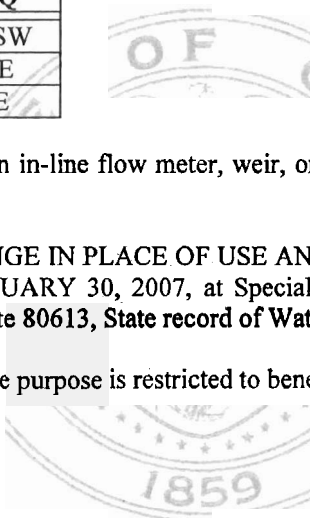 Q
SW
E
E
OF
n in-line flow meter, weir, or
NGE IN PLACE OF USE AN
UARY 30, 2007, at Special
te 80613, State record of Wat
e purpose is restricted to bene
1859